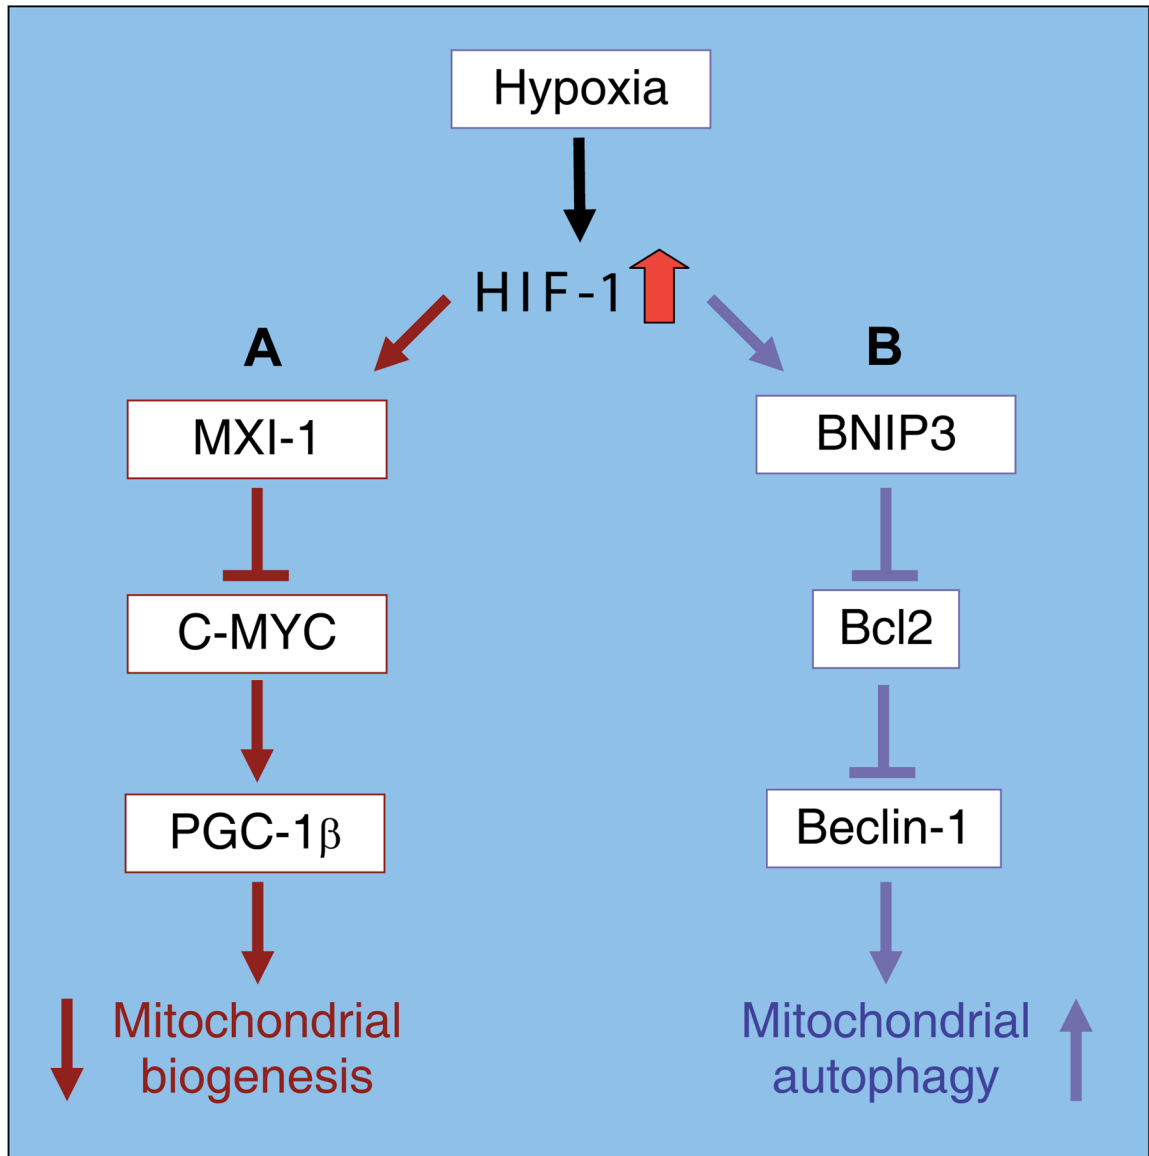 Hypoxia
HIF-1
A
MXI-1
C-MYC
PGC-1β
Mitochondrial
biogenesis
B
BNIP3
Bcl2
Beclin-1
Mitochondrial
autophagy